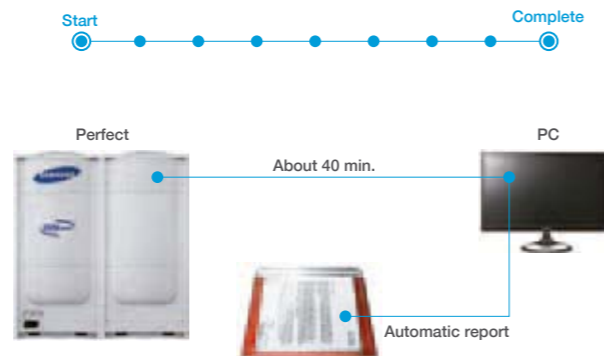 Start
Complete
Perfect
PC
About 40 min.
SAMSUNG
Automatic report